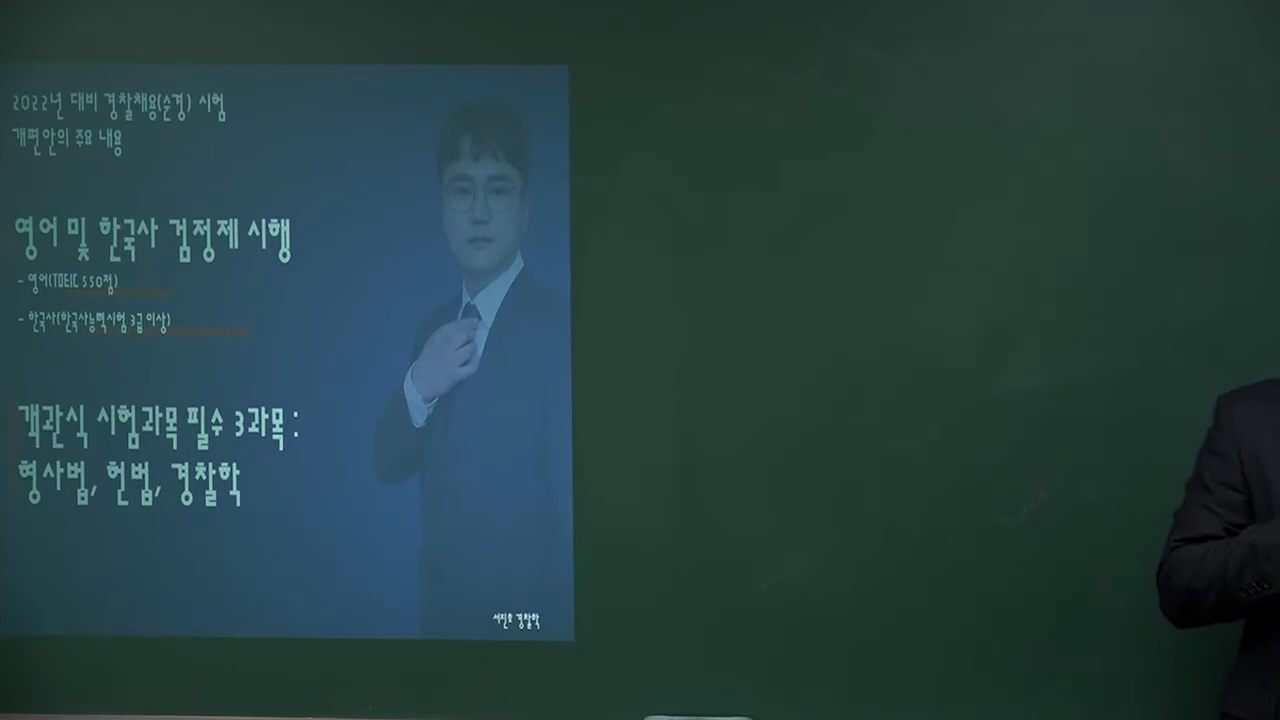 2022년 대비 경찰채용(순경) 시험
개편안의 주요 내용
영어 및 한국사 검정제 시행
- 영어(TOEIC 550점)
- 한국사(한국사능력시험 3급 이상)
객관식 시험과목 필수 3과목 :
형사법, 헌법, 경찰학
서진호 경찰학